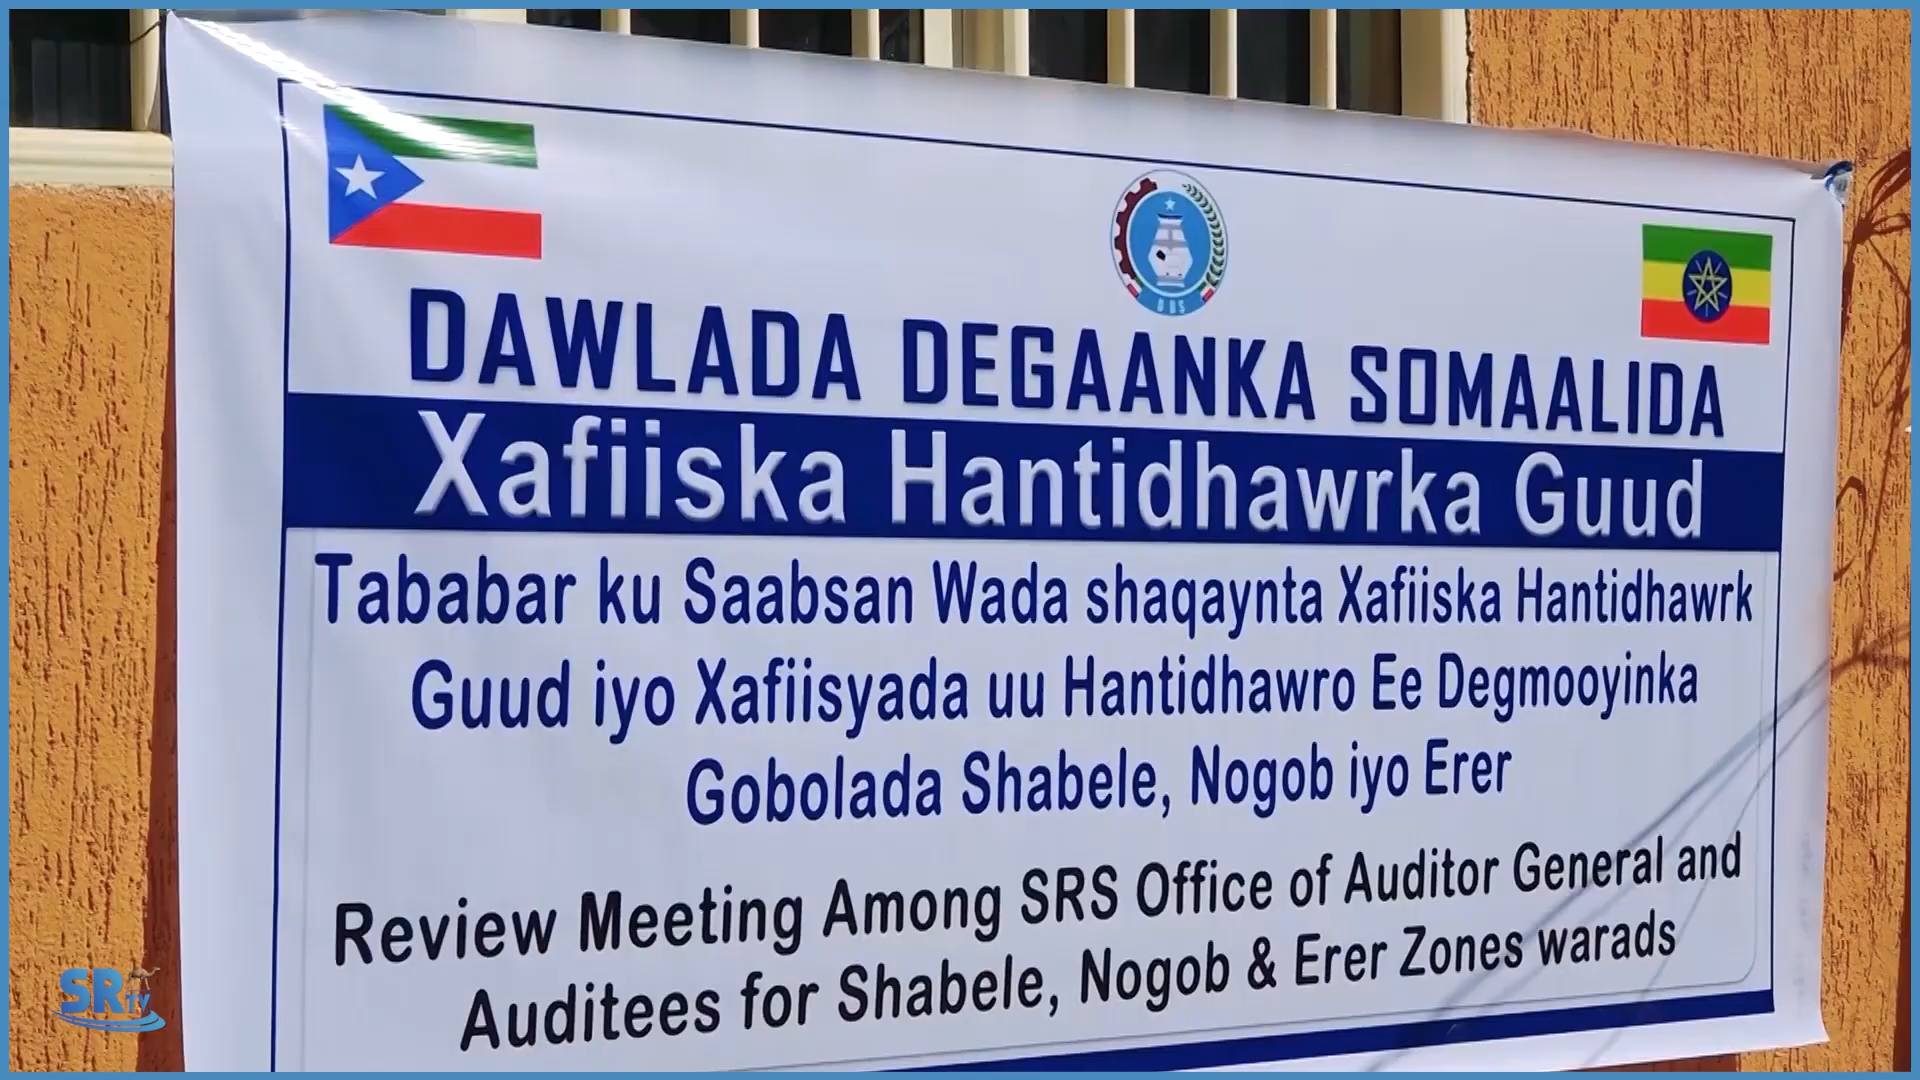 DDS
DAWLADA DEGAANKA SOMAALIDA
Xafiiska Hantidhawrka Guud
Tababar ku Saabsan Wada shaqaynta Xafiiska Hantidhawrk
Guud iyo Xafiisyada uu Hantidhawro Ee Degmooyinka
Gobolada Shabele, Nogob iyo Erer
Review Meeting Among SRS Office of Auditor General and
Auditees for Shabele, Nogob & Erer Zones warads
SRTV